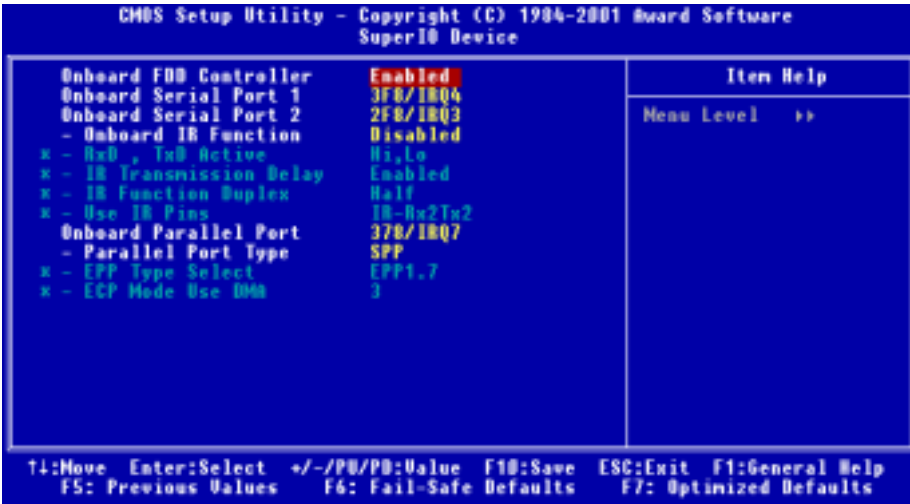 CMOS Setup Utility - Copyright (C) 1984-2001 Award Software
SuperIO Device
Onboard FDD Controller Enabled
Onboard Serial Port 1 3F8/IRQ4
Onboard Serial Port 2 2F8/IRQ3
- Onboard IR Function Disabled
x - RxD , TxD Active Hi,Lo
x - IR Transmission Delay Enabled
x - IR Function Duplex Half
x - Use IR Pins IR-Rx2Tx2
Onboard Parallel Port 378/IRQ7
- Parallel Port Type SPP
x - EPP Type Select EPP1.7
x - ECP Mode Use DMA 3
Item Help
Menu Level ▸▸
↑↓:Move Enter:Select +/-/PU/PD:Value F10:Save ESC:Exit F1:General Help
F5: Previous Values F6: Fail-Safe Defaults F7: Optimized Defaults